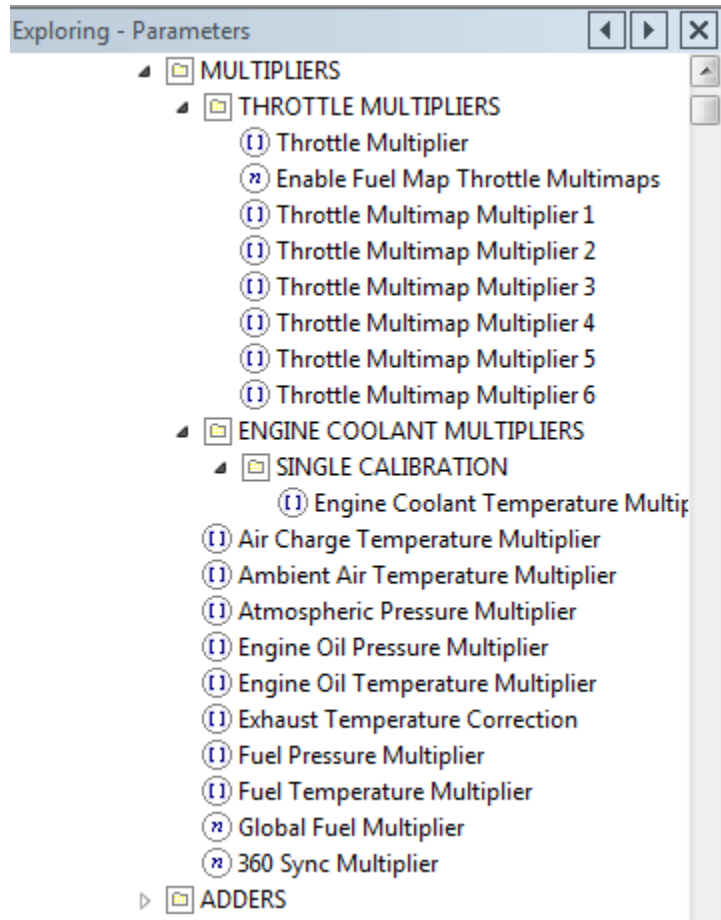 Exploring - Parameters
MULTIPLIERS
THROTTLE MULTIPLIERS
[ ] Throttle Multiplier
n Enable Fuel Map Throttle Multimaps
[ ] Throttle Multimap Multiplier 1
[ ] Throttle Multimap Multiplier 2
[ ] Throttle Multimap Multiplier 3
[ ] Throttle Multimap Multiplier 4
[ ] Throttle Multimap Multiplier 5
[ ] Throttle Multimap Multiplier 6
ENGINE COOLANT MULTIPLIERS
SINGLE CALIBRATION
[ ] Engine Coolant Temperature Multip
[ ] Air Charge Temperature Multiplier
[ ] Ambient Air Temperature Multiplier
[ ] Atmospheric Pressure Multiplier
[ ] Engine Oil Pressure Multiplier
[ ] Engine Oil Temperature Multiplier
[ ] Exhaust Temperature Correction
[ ] Fuel Pressure Multiplier
[ ] Fuel Temperature Multiplier
n Global Fuel Multiplier
n 360 Sync Multiplier
ADDERS